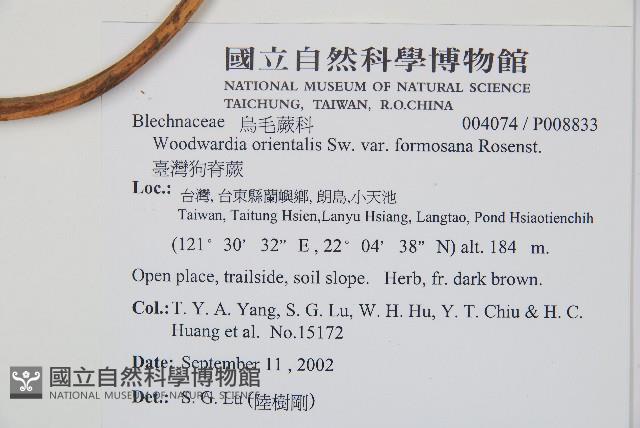 國立自然科學博物館
NATIONAL MUSEUM OF NATURAL SCIENCE
TAICHUNG, TAIWAN, R.O.CHINA
Blechnaceae 烏毛蕨科 004074 / P008833
Woodwardia orientalis Sw. var. formosana Rosenst.
臺灣狗脊蕨
Loc.: 台灣, 台東縣蘭嶼鄉, 朗島,小天池
Taiwan, Taitung Hsien,Lanyu Hsiang, Langtao, Pond Hsiaotienchih
(121° 30’ 32” E , 22° 04’ 38” N) alt. 184 m.
Open place, trailside, soil slope. Herb, fr. dark brown.
Col.: T. Y. A. Yang, S. G. Lu, W. H. Hu, Y. T. Chiu & H. C.
Huang et al. No.15172
Date: September 11 , 2002
國立自然科學博物館
NATIONAL MUSEUM OF NATURAL SCIENCE
Det.: S. G. Lu (陸樹剛)